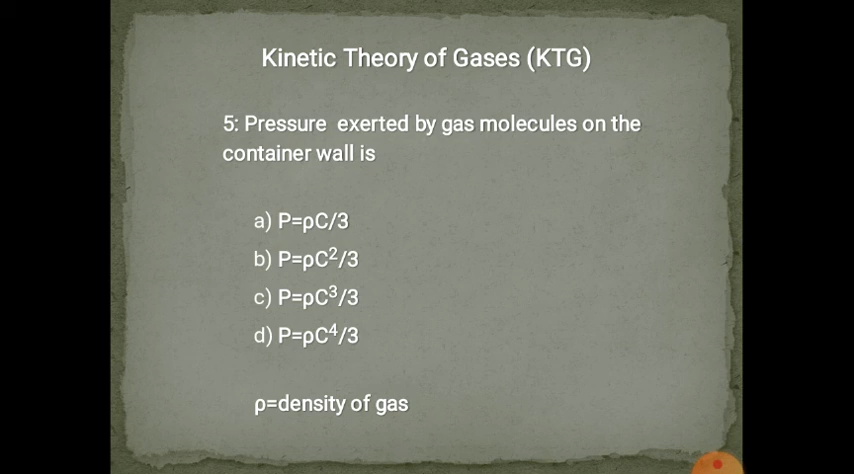 Kinetic Theory of Gases (KTG)
5: Pressure exerted by gas molecules on the
container wall is
a) P=ρC/3
b) P=ρC²/3
c) P=ρC³/3
d) P=ρC⁴/3
ρ=density of gas